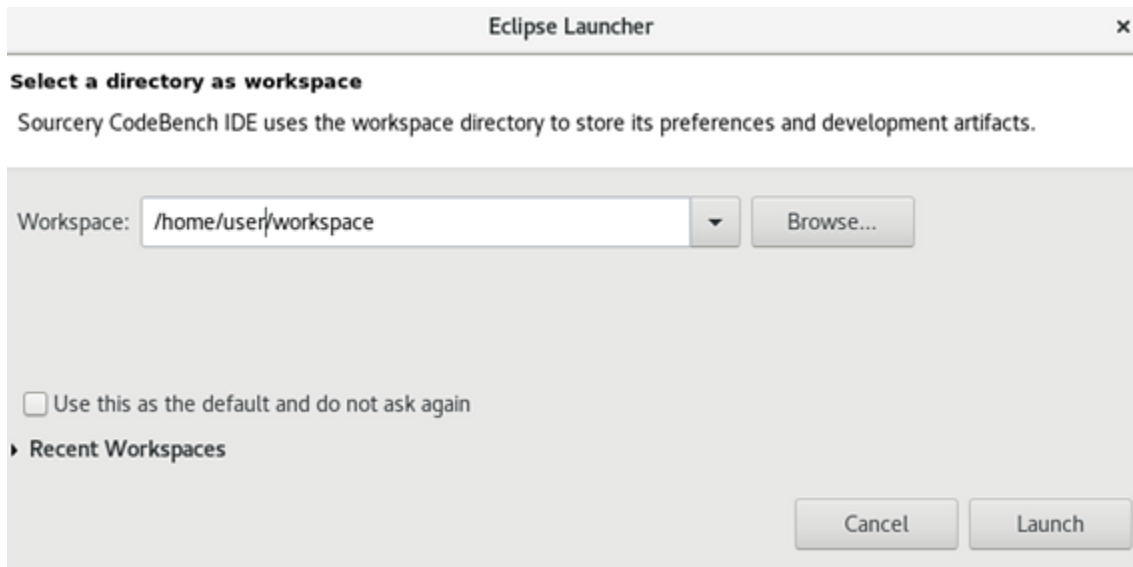 Eclipse Launcher ×
Select a directory as workspace
Sourcery CodeBench IDE uses the workspace directory to store its preferences and development artifacts.
Workspace: /home/user/workspace Browse...
Use this as the default and do not ask again
Recent Workspaces
Cancel Launch